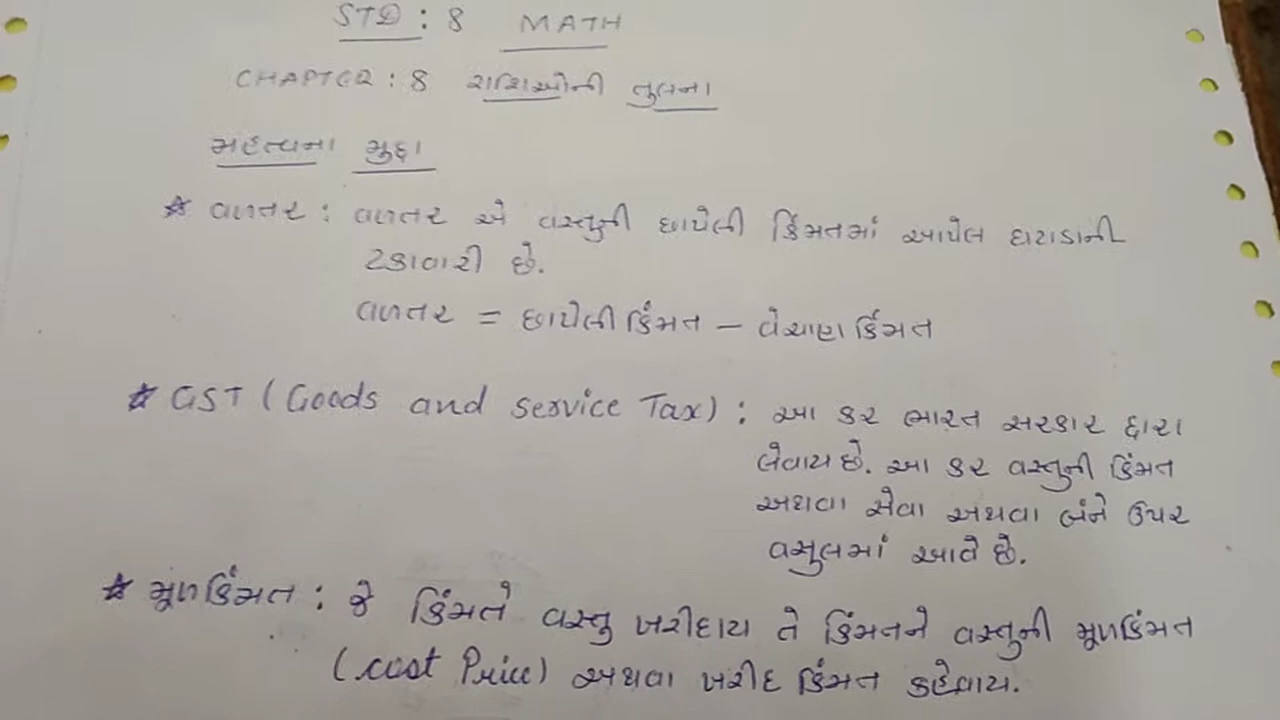 STD : 8 MATH
CHAPTER : 8 રાશિઓની તુલના
મહત્વના મુદ્દા
* વળતર : વળતર એ વસ્તુની છાપેલી કિંમતમાં આપેલ ઘટાડાની
ટકાવારી છે.
વળતર = છાપેલી કિંમત – વેચાણ કિંમત
* GST (Goods and service Tax) : આ કર ભારત સરકાર દ્વારા
લેવાય છે. આ કર વસ્તુની કિંમત
અથવા સેવા અથવા બંને ઉપર
વસુલમાં આવે છે.
* મૂળકિંમત : જે કિંમતે વસ્તુ ખરીદાય તે કિંમતને વસ્તુની મૂળકિંમત
(cost Price) અથવા ખરીદ કિંમત કહેવાય.